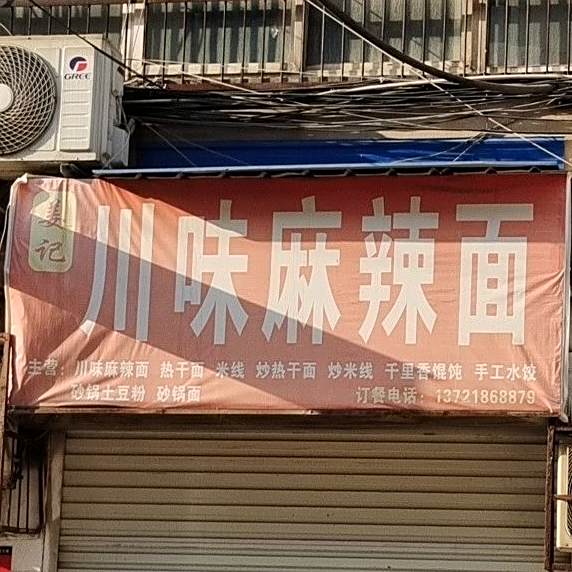 GREE
姜记
川味麻辣面
主营：川味麻辣面 热干面 米线 炒热干面 炒米线 千里香馄饨 手工水饺
砂锅土豆粉 砂锅面 订餐电话：13721868879